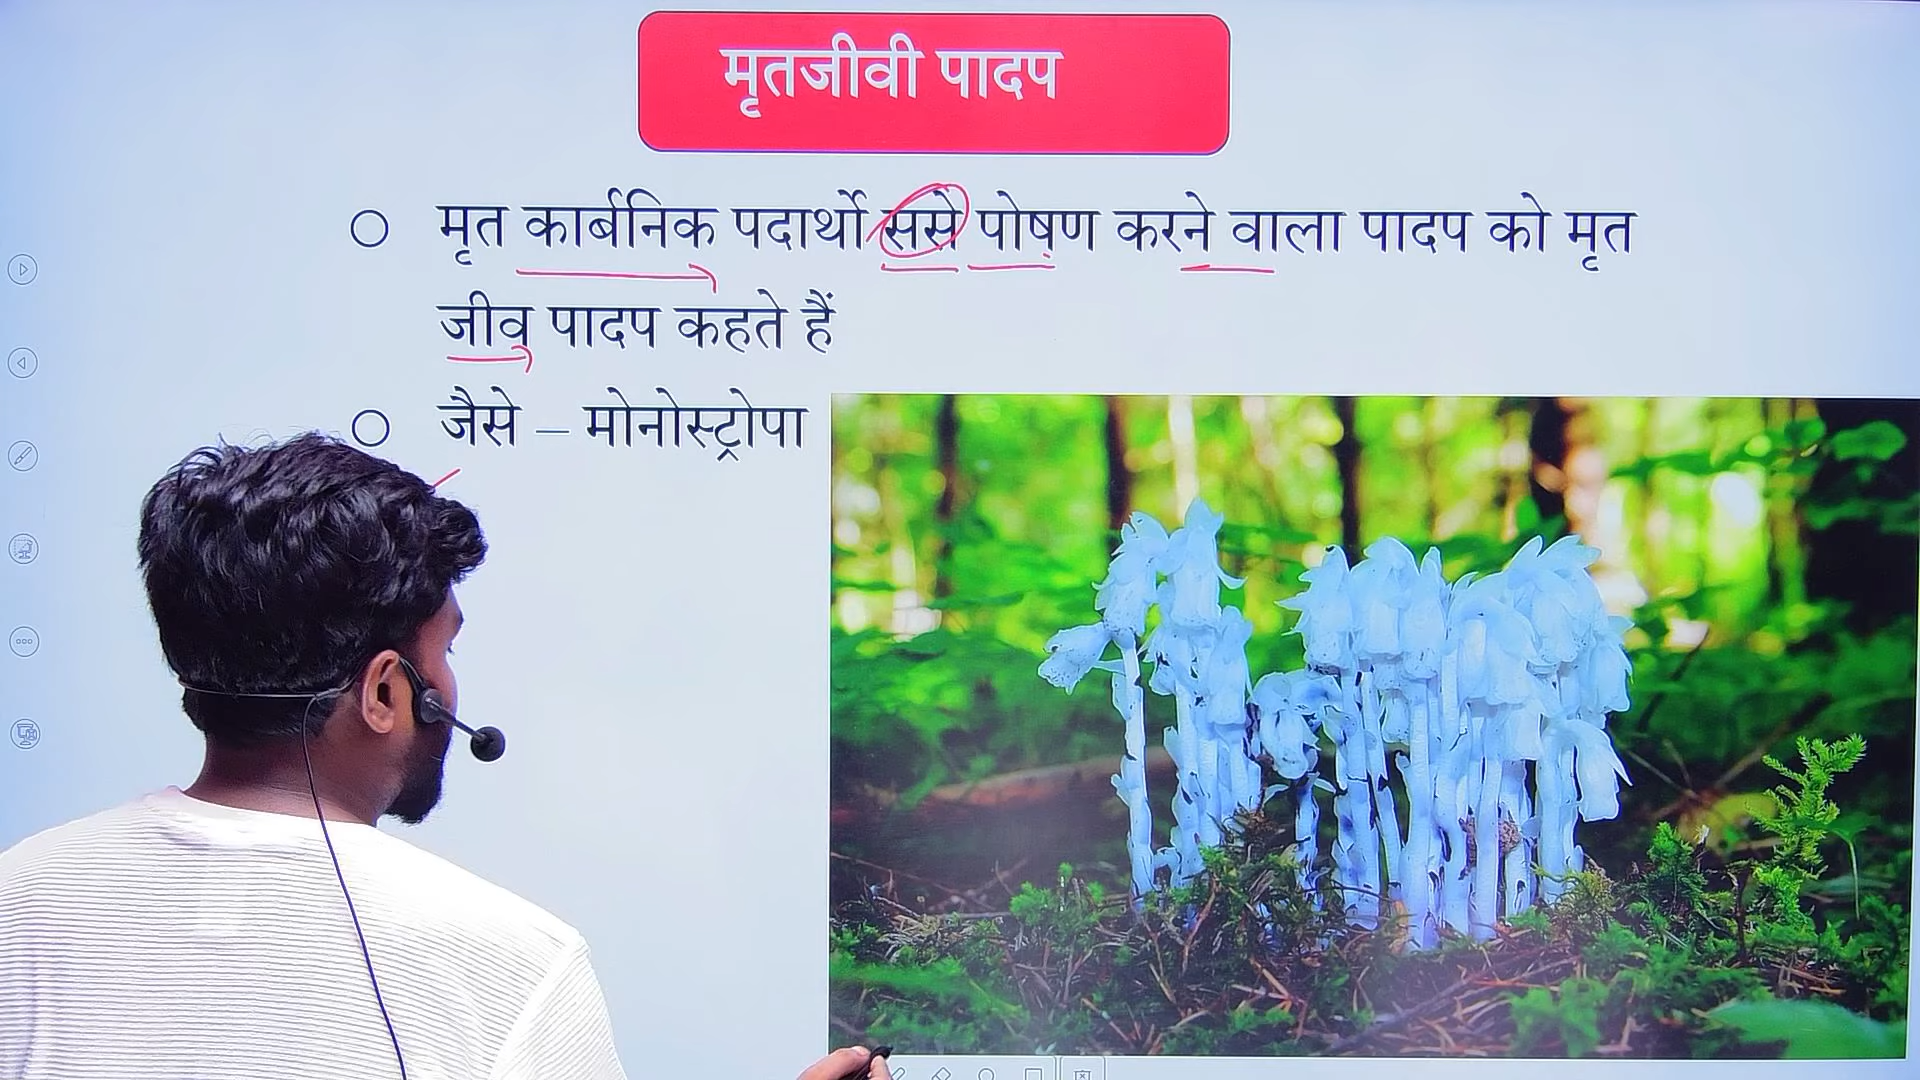 मृतजीवी पादप
मृत कार्बनिक पदार्थो ससे पोषण करने वाला पादप को मृत
जीव पादप कहते हैं
जैसे – मोनोस्ट्रोपा